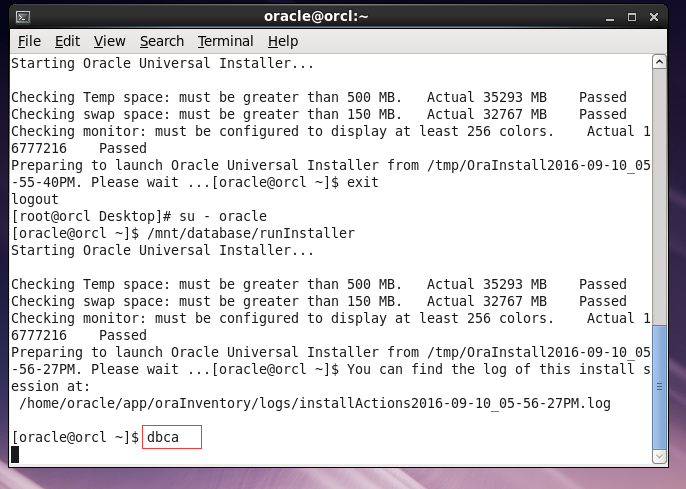 oracle@orcl:~
File Edit View Search Terminal Help
Starting Oracle Universal Installer...
Checking Temp space: must be greater than 500 MB.   Actual 35293 MB    Passed
Checking swap space: must be greater than 150 MB.   Actual 32767 MB    Passed
Checking monitor: must be configured to display at least 256 colors.    Actual 1
6777216    Passed
Preparing to launch Oracle Universal Installer from /tmp/OraInstall2016-09-10_05
-55-40PM. Please wait ...[oracle@orcl ~]$ exit
logout
[root@orcl Desktop]# su - oracle
[oracle@orcl ~]$ /mnt/database/runInstaller
Starting Oracle Universal Installer...
Checking Temp space: must be greater than 500 MB.   Actual 35293 MB    Passed
Checking swap space: must be greater than 150 MB.   Actual 32767 MB    Passed
Checking monitor: must be configured to display at least 256 colors.    Actual 1
6777216    Passed
Preparing to launch Oracle Universal Installer from /tmp/OraInstall2016-09-10_05
-56-27PM. Please wait ...[oracle@orcl ~]$ You can find the log of this install s
ession at:
 /home/oracle/app/oraInventory/logs/installActions2016-09-10_05-56-27PM.log
[oracle@orcl ~]$ dbca